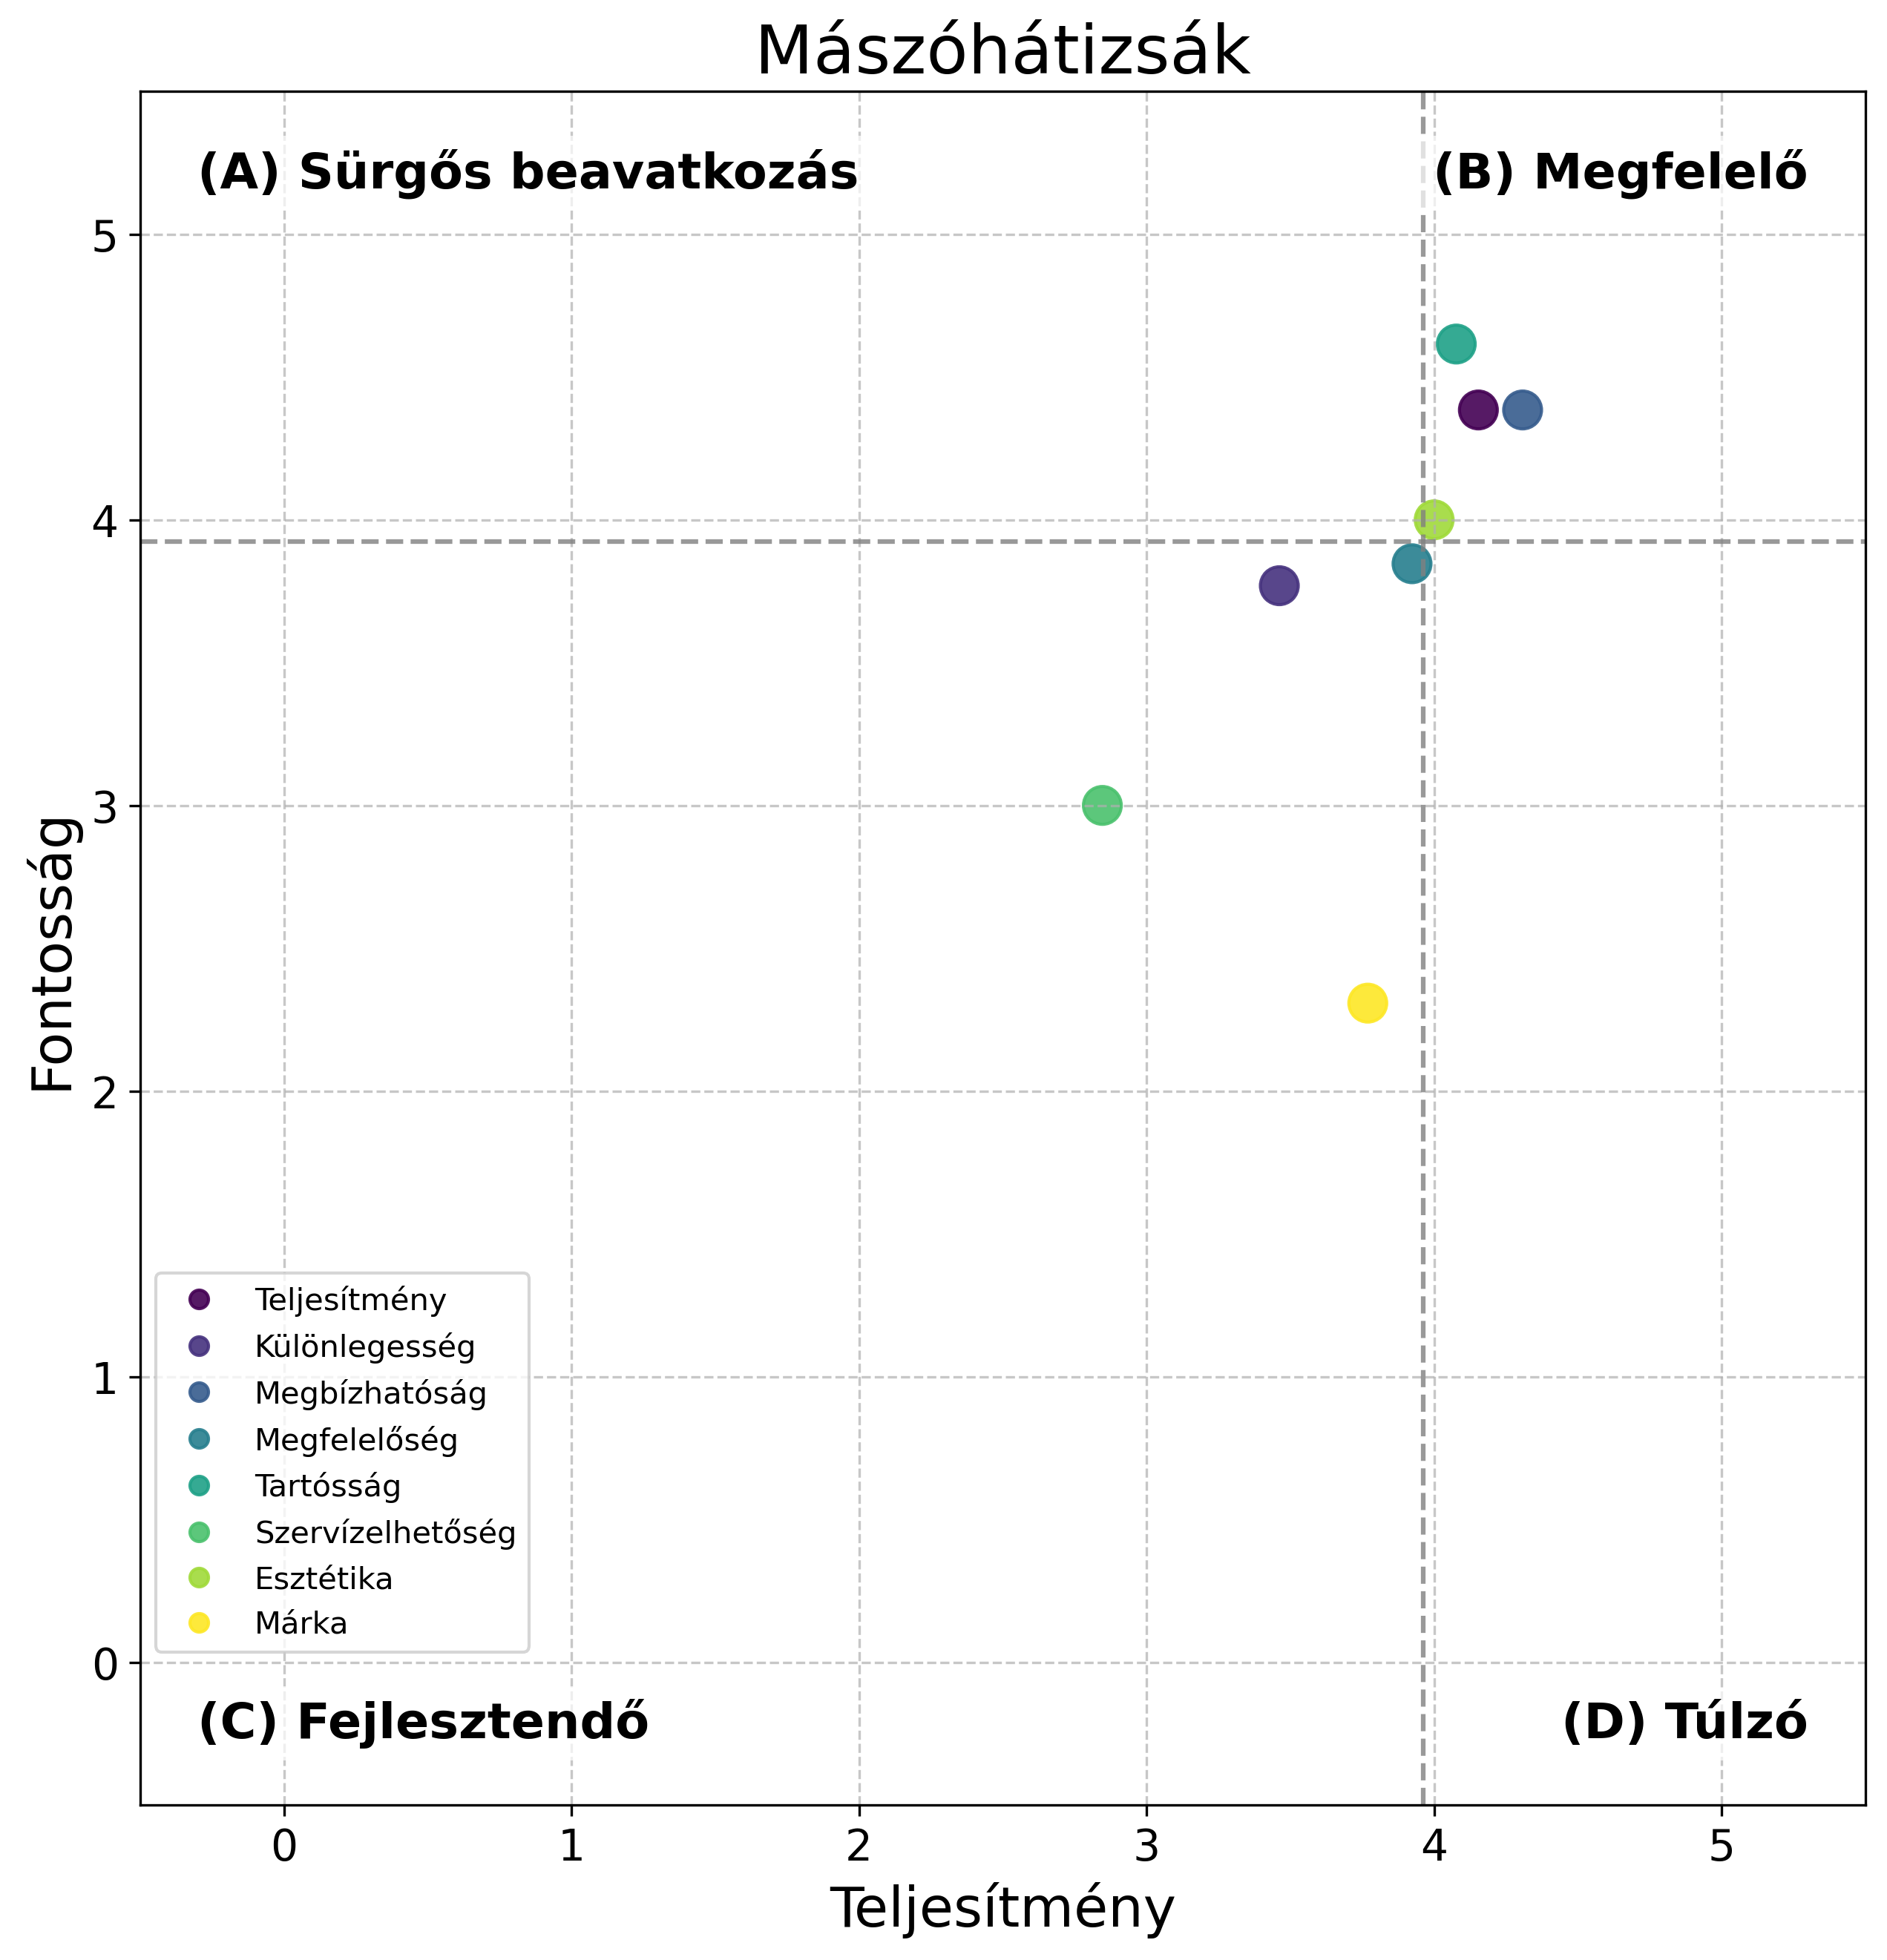 Mászóhátizsák
(A) Sürgős beavatkozás
(B) Megfelelő
5
4
3
2
1
0
Fontosság
Teljesítmény
Különlegesség
Megbízhatóság
Megfelelőség
Tartósság
Szervízelhetőség
Esztétika
Márka
(C) Fejlesztendő
(D) Túlzó
0
1
2
3
4
5
Teljesítmény